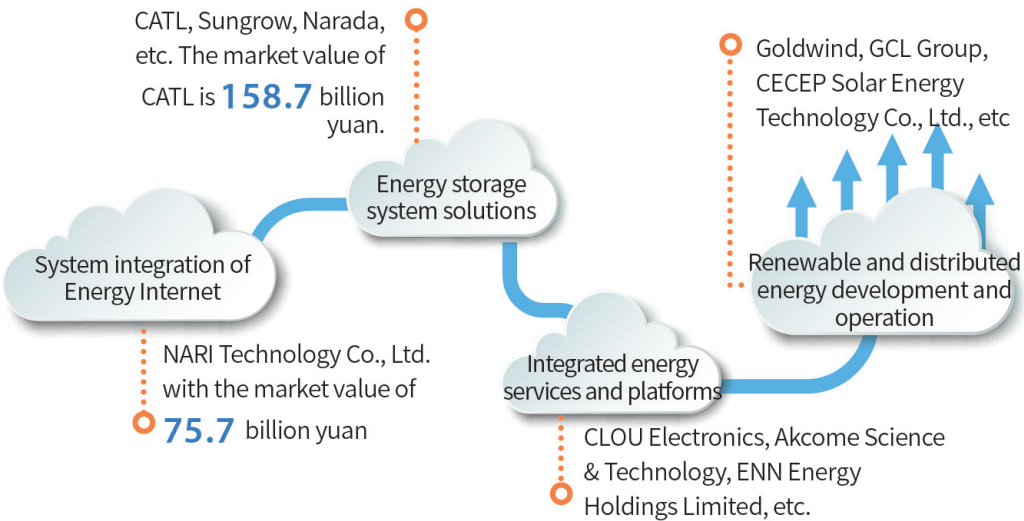 CATL, Sungrow, Narada,
etc. The market value of
CATL is 158.7 billion
yuan.
Energy storage
system solutions
System integration of
Energy Internet
NARI Technology Co., Ltd.
with the market value of
75.7 billion yuan
Integrated energy
services and platforms
CLOU Electronics, Akcome Science
& Technology, ENN Energy
Holdings Limited, etc.
Goldwind, GCL Group,
CECEP Solar Energy
Technology Co., Ltd., etc
Renewable and distributed
energy development and
operation